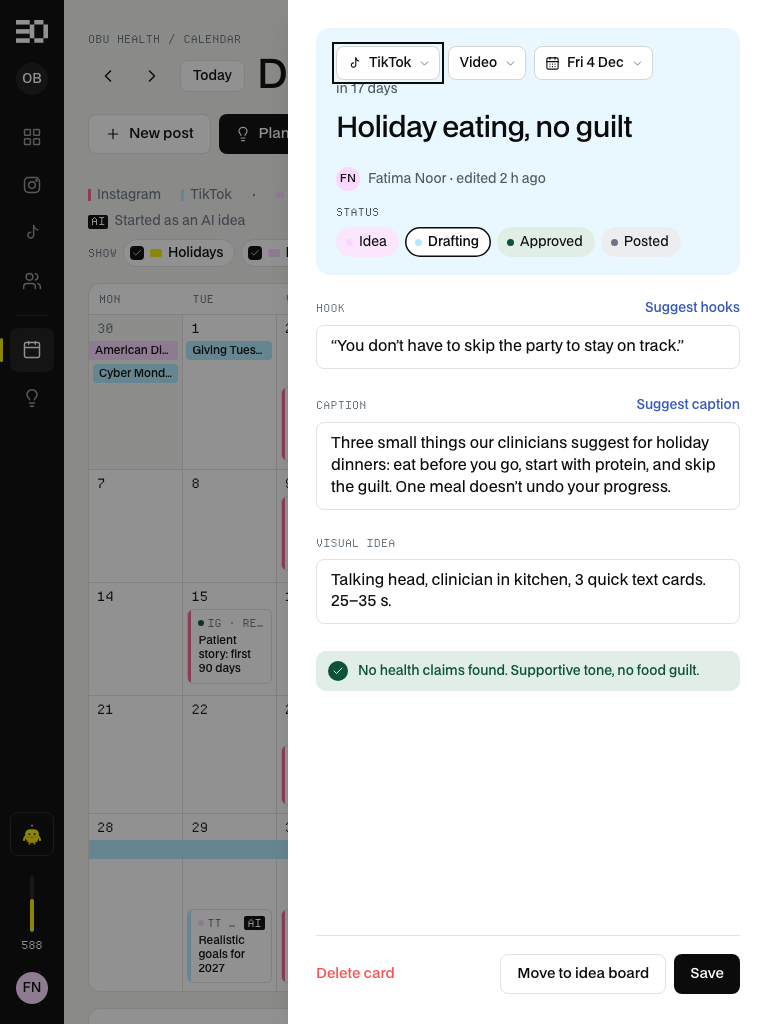 OBU HEALTH / CALENDAR
OB
Today
D
New post
Plan
Instagram
TikTok
·
AI Started as an AI idea
SHOW
Holidays
MON
TUE
30
1
American Di…
Giving Tues…
Cyber Mond…
7
8
14
15
IG · RE…
Patient
story: first
90 days
21
22
28
29
TT … AI
Realistic
goals for
2027
588
FN
TikTok
Video
Fri 4 Dec
in 17 days
Holiday eating, no guilt
FN
Fatima Noor · edited 2 h ago
STATUS
Idea
Drafting
Approved
Posted
HOOK
Suggest hooks
“You don’t have to skip the party to stay on track.”
CAPTION
Suggest caption
Three small things our clinicians suggest for holiday
dinners: eat before you go, start with protein, and skip
the guilt. One meal doesn’t undo your progress.
VISUAL IDEA
Talking head, clinician in kitchen, 3 quick text cards.
25–35 s.
No health claims found. Supportive tone, no food guilt.
Delete card
Move to idea board
Save